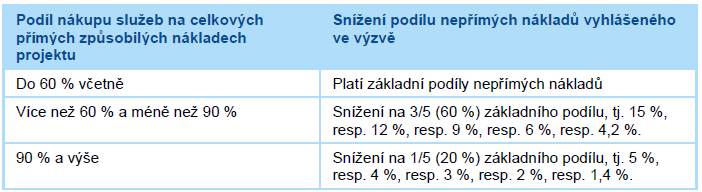 Podíl nákupu služeb na celkových
přímých způsobilých nákladech
projektu
Snížení podílu nepřímých nákladů vyhlášeného
ve výzvě
Do 60 % včetně
Platí základní podíly nepřímých nákladů
Více než 60 % a méně než 90 %
Snížení na 3/5 (60 %) základního podílu, tj. 15 %,
resp. 12 %, resp. 9 %, resp. 6 %, resp. 4,2 %.
90 % a výše
Snížení na 1/5 (20 %) základního podílu, tj. 5 %,
resp. 4 %, resp. 3 %, resp. 2 %, resp. 1,4 %.